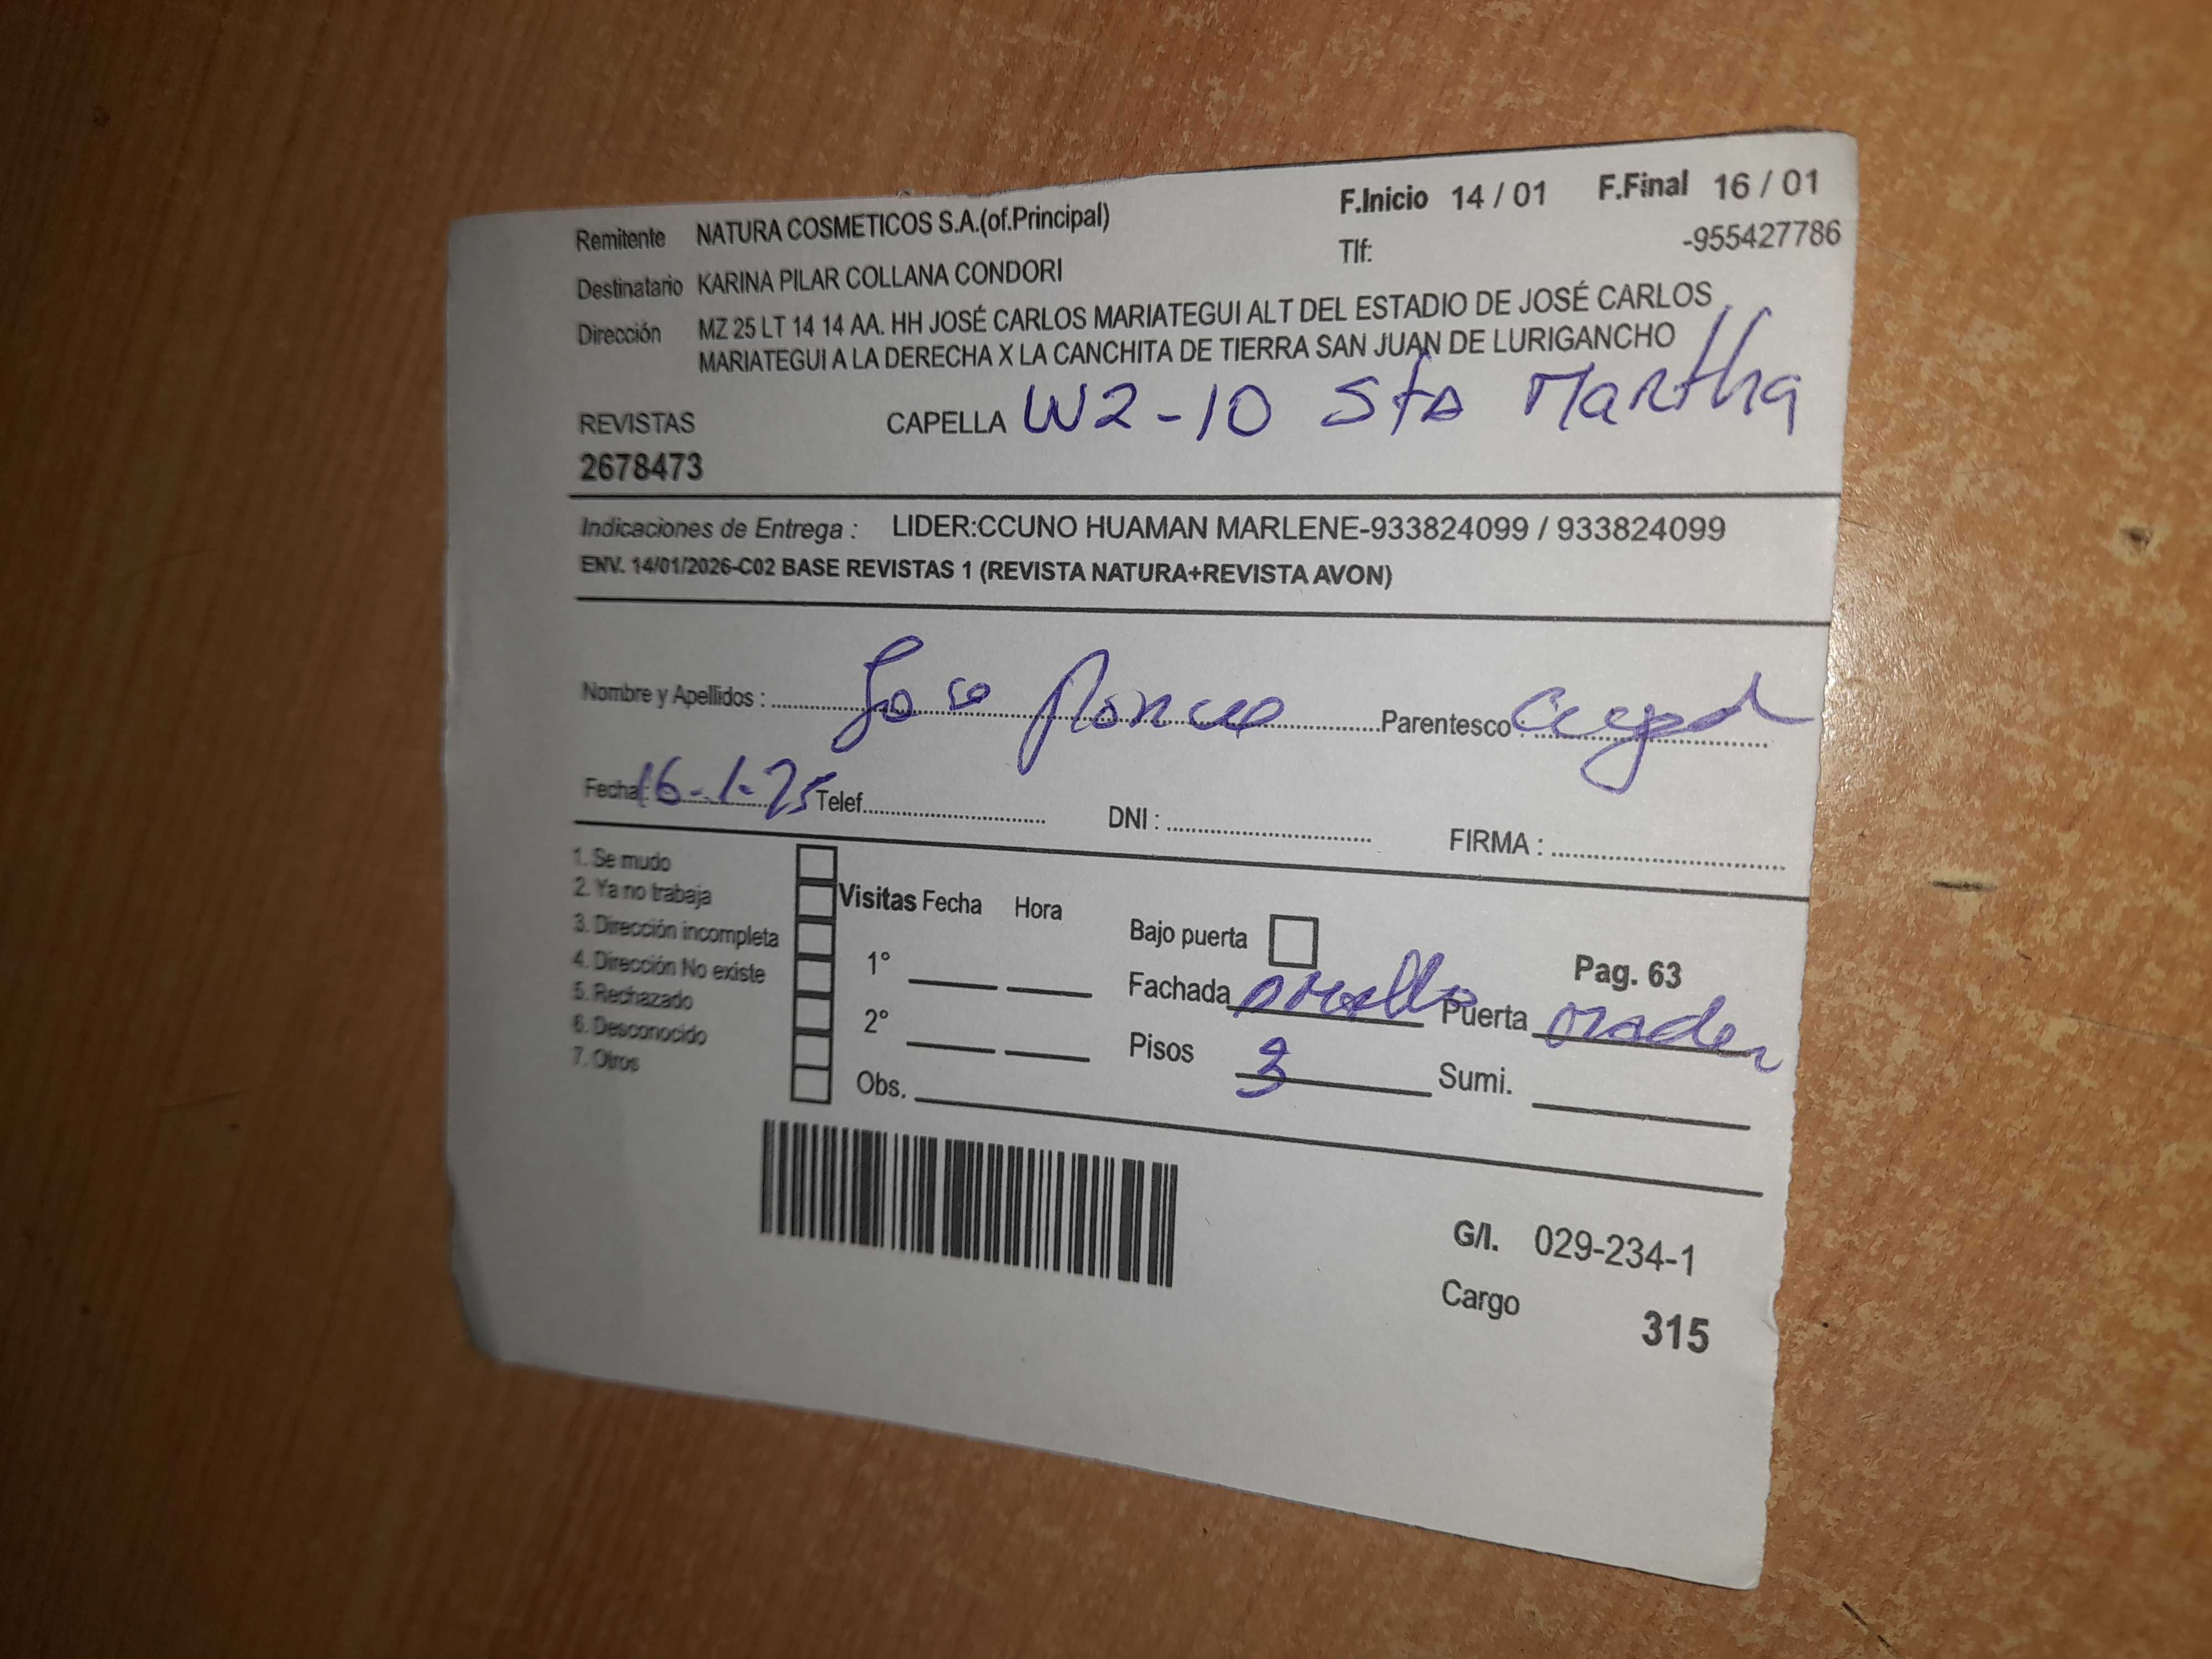 F.Inicio 14 / 01 F.Final 16 / 01
Remitente NATURA COSMETICOS S.A.(of.Principal)
Tlf: -955427786
Destinatario KARINA PILAR COLLANA CONDORI
Dirección MZ 25 LT 14 14 AA. HH JOSÉ CARLOS MARIATEGUI ALT DEL ESTADIO DE JOSÉ CARLOS
MARIATEGUI A LA DERECHA X LA CANCHITA DE TIERRA SAN JUAN DE LURIGANCHO
REVISTAS CAPELLA W2-10 Sta Martha
2678473
Indicaciones de Entrega : LIDER:CCUNO HUAMAN MARLENE-933824099 / 933824099
ENV. 14/01/2026-C02 BASE REVISTAS 1 (REVISTA NATURA+REVISTA AVON)
Nombre y Apellidos : Jose Ponce Parentesco :
Fecha: 16-1-25 Telef. DNI : FIRMA :
1. Se mudo
2. Ya no trabaja
3. Dirección incompleta
4. Dirección No existe
5. Rechazado
6. Desconocido
7. Otros
Visitas Fecha Hora
1°
2°
Obs.
Bajo puerta Pag. 63
Fachada Puerta mader
Pisos 3 Sumi.
G/I. 029-234-1
Cargo 315